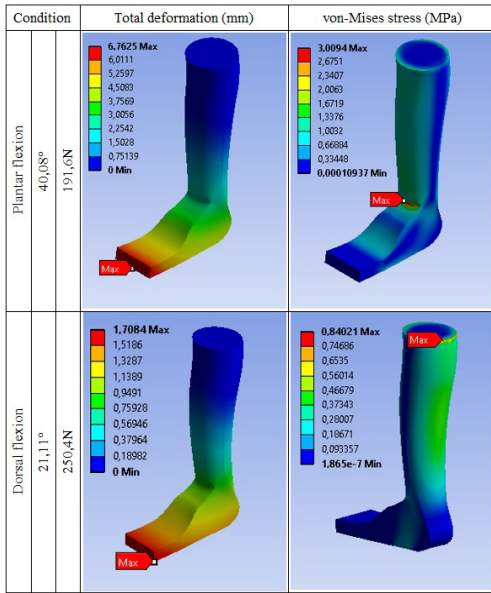 Condition Total deformation (mm) von-Mises stress (MPa)
Plantar flexion
40,08°
191,6N
6,7625 Max
6,0111
5,2597
4,5083
3,7569
3,0056
2,2542
1,5028
0,75139
0 Min
Max
3,0094 Max
2,6751
2,3407
2,0063
1,6719
1,3376
1,0032
0,66884
0,33448
0,00010937 Min
Max
Dorsal flexion
21,11°
250,4N
1,7084 Max
1,5186
1,3287
1,1389
0,9491
0,75928
0,56946
0,37964
0,18982
0 Min
Max
0,84021 Max
0,74686
0,6535
0,56014
0,46679
0,37343
0,28007
0,18671
0,093357
1,865e-7 Min
Max